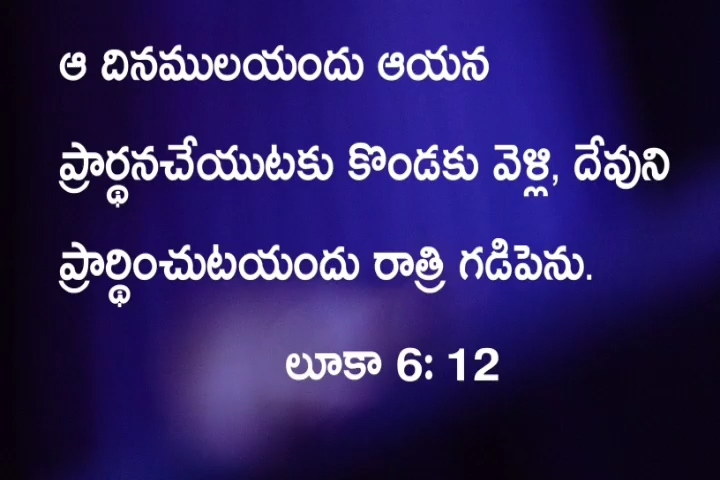 ఆ దినములయందు ఆయన
ప్రార్థనచేయుటకు కొండకు వెళ్లి, దేవుని
ప్రార్థించుటయందు రాత్రి గడిపెను.
లూకా 6: 12